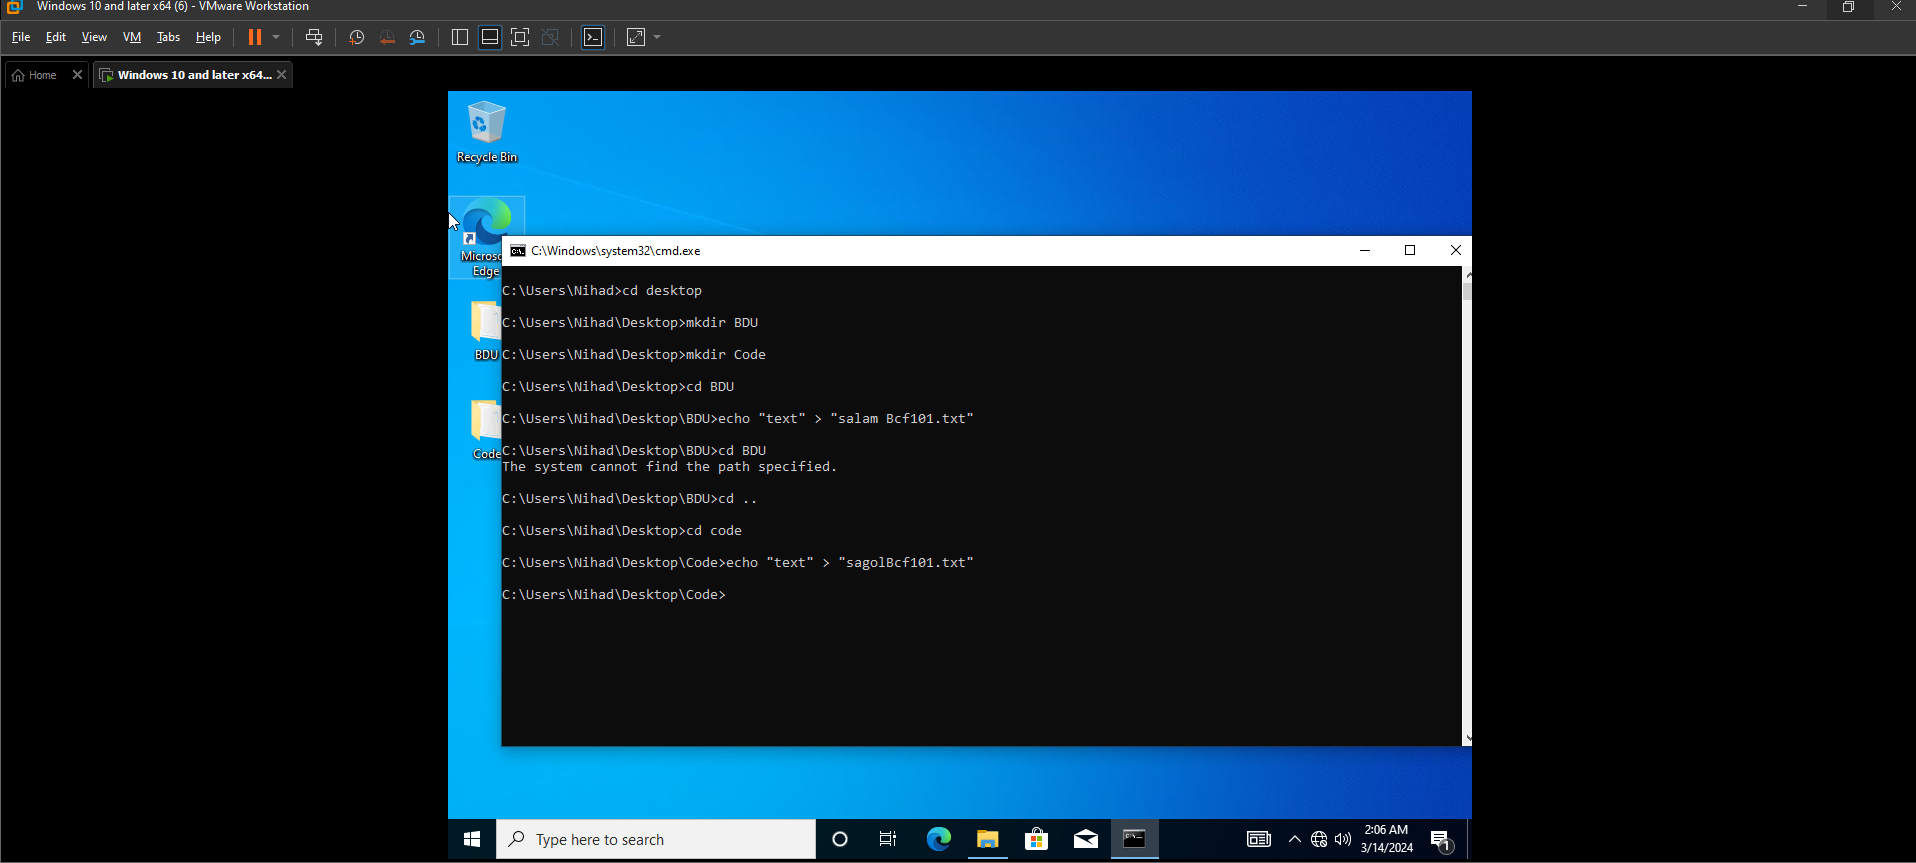 Windows 10 and later x64 (6) - VMware Workstation
File Edit View VM Tabs Help
Home
Windows 10 and later x64...
Recycle Bin
Microso
Edge
BDU
Code
C:\Windows\system32\cmd.exe
C:\Users\Nihad>cd desktop
C:\Users\Nihad\Desktop>mkdir BDU
C:\Users\Nihad\Desktop>mkdir Code
C:\Users\Nihad\Desktop>cd BDU
C:\Users\Nihad\Desktop\BDU>echo "text" > "salam Bcf101.txt"
C:\Users\Nihad\Desktop\BDU>cd BDU
The system cannot find the path specified.
C:\Users\Nihad\Desktop\BDU>cd ..
C:\Users\Nihad\Desktop>cd code
C:\Users\Nihad\Desktop\Code>echo "text" > "sagolBcf101.txt"
C:\Users\Nihad\Desktop\Code>
Type here to search
2:06 AM
3/14/2024
1